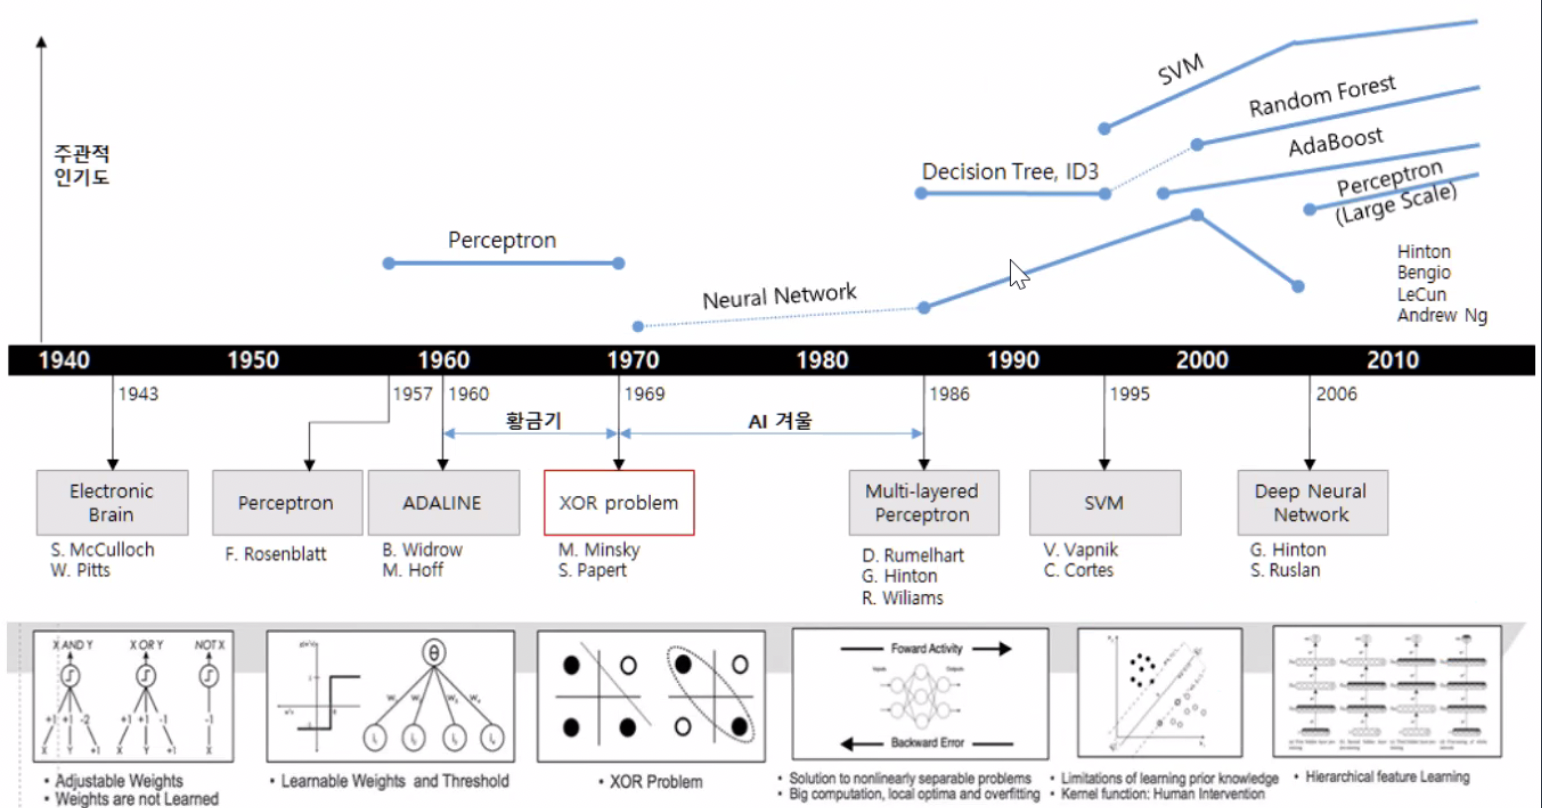 주관적
인기도
SVM
Random Forest
AdaBoost
Decision Tree, ID3
Perceptron
(Large Scale)
Perceptron
Neural Network
Hinton
Bengio
LeCun
Andrew Ng
1940 1950 1960 1970 1980 1990 2000 2010
1943 1957 1960 1969 1986 1995 2006
황금기 AI 겨울
Electronic
Brain
S. McCulloch
W. Pitts
Perceptron
F. Rosenblatt
ADALINE
B. Widrow
M. Hoff
XOR problem
M. Minsky
S. Papert
Multi-layered
Perceptron
D. Rumelhart
G. Hinton
R. Wiliams
SVM
V. Vapnik
C. Cortes
Deep Neural
Network
G. Hinton
S. Ruslan
X AND Y X OR Y NOT X
+1 +1 -2 +1 +1 -1 -1
X Y +1 X Y +1 X
• Adjustable Weights
• Weights are not Learned
θ
• Learnable Weights and Threshold
• XOR Problem
Foward Activity
Inputs Outputs
Backward Error
• Solution to nonlinearly separable problems
• Big computation, local optima and overfitting
• Limitations of learning prior knowledge
• Kernel function: Human Intervention
• Hierarchical feature Learning